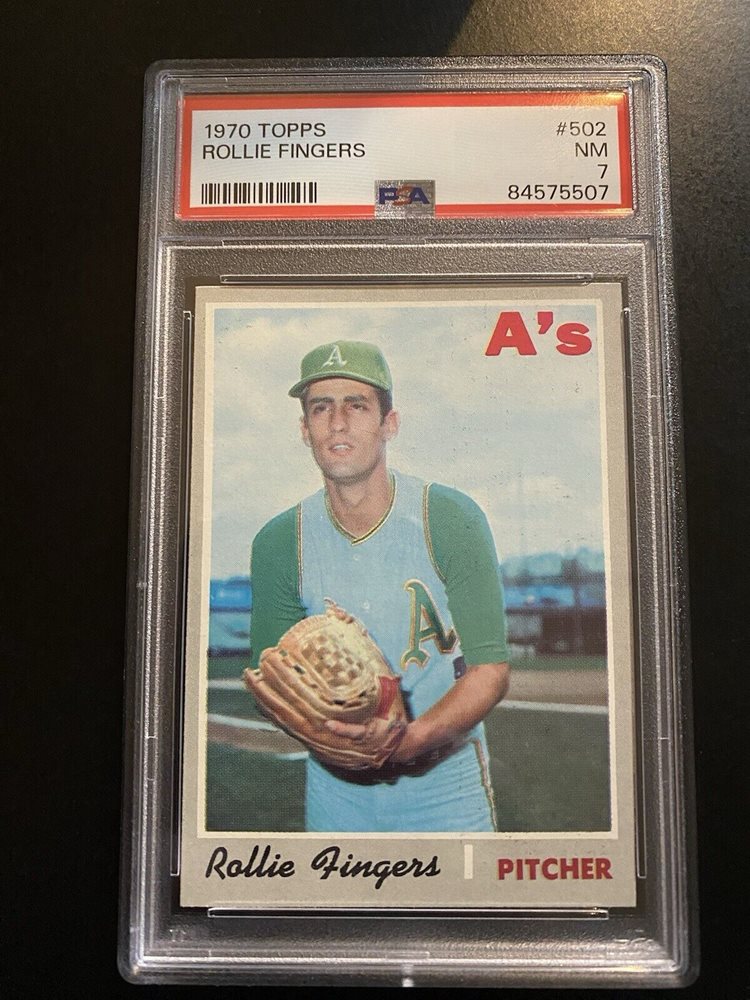 1970 TOPPS #502
ROLLIE FINGERS NM
7
PSA 84575507
A's
A
A
Rollie Fingers PITCHER